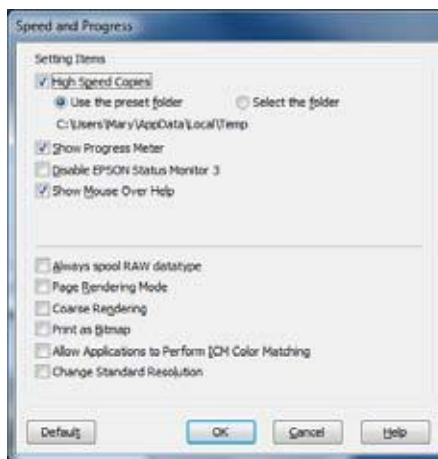 Speed and Progress
Setting Items
High Speed Copies
Use the preset folder Select the folder
C:\Users\Mary\AppData\Local\Temp
Show Progress Meter
Disable EPSON Status Monitor 3
Show Mouse Over Help
Always spool RAW datatype
Page Rendering Mode
Coarse Rendering
Print as Bitmap
Allow Applications to Perform ICM Color Matching
Change Standard Resolution
Default OK Cancel Help